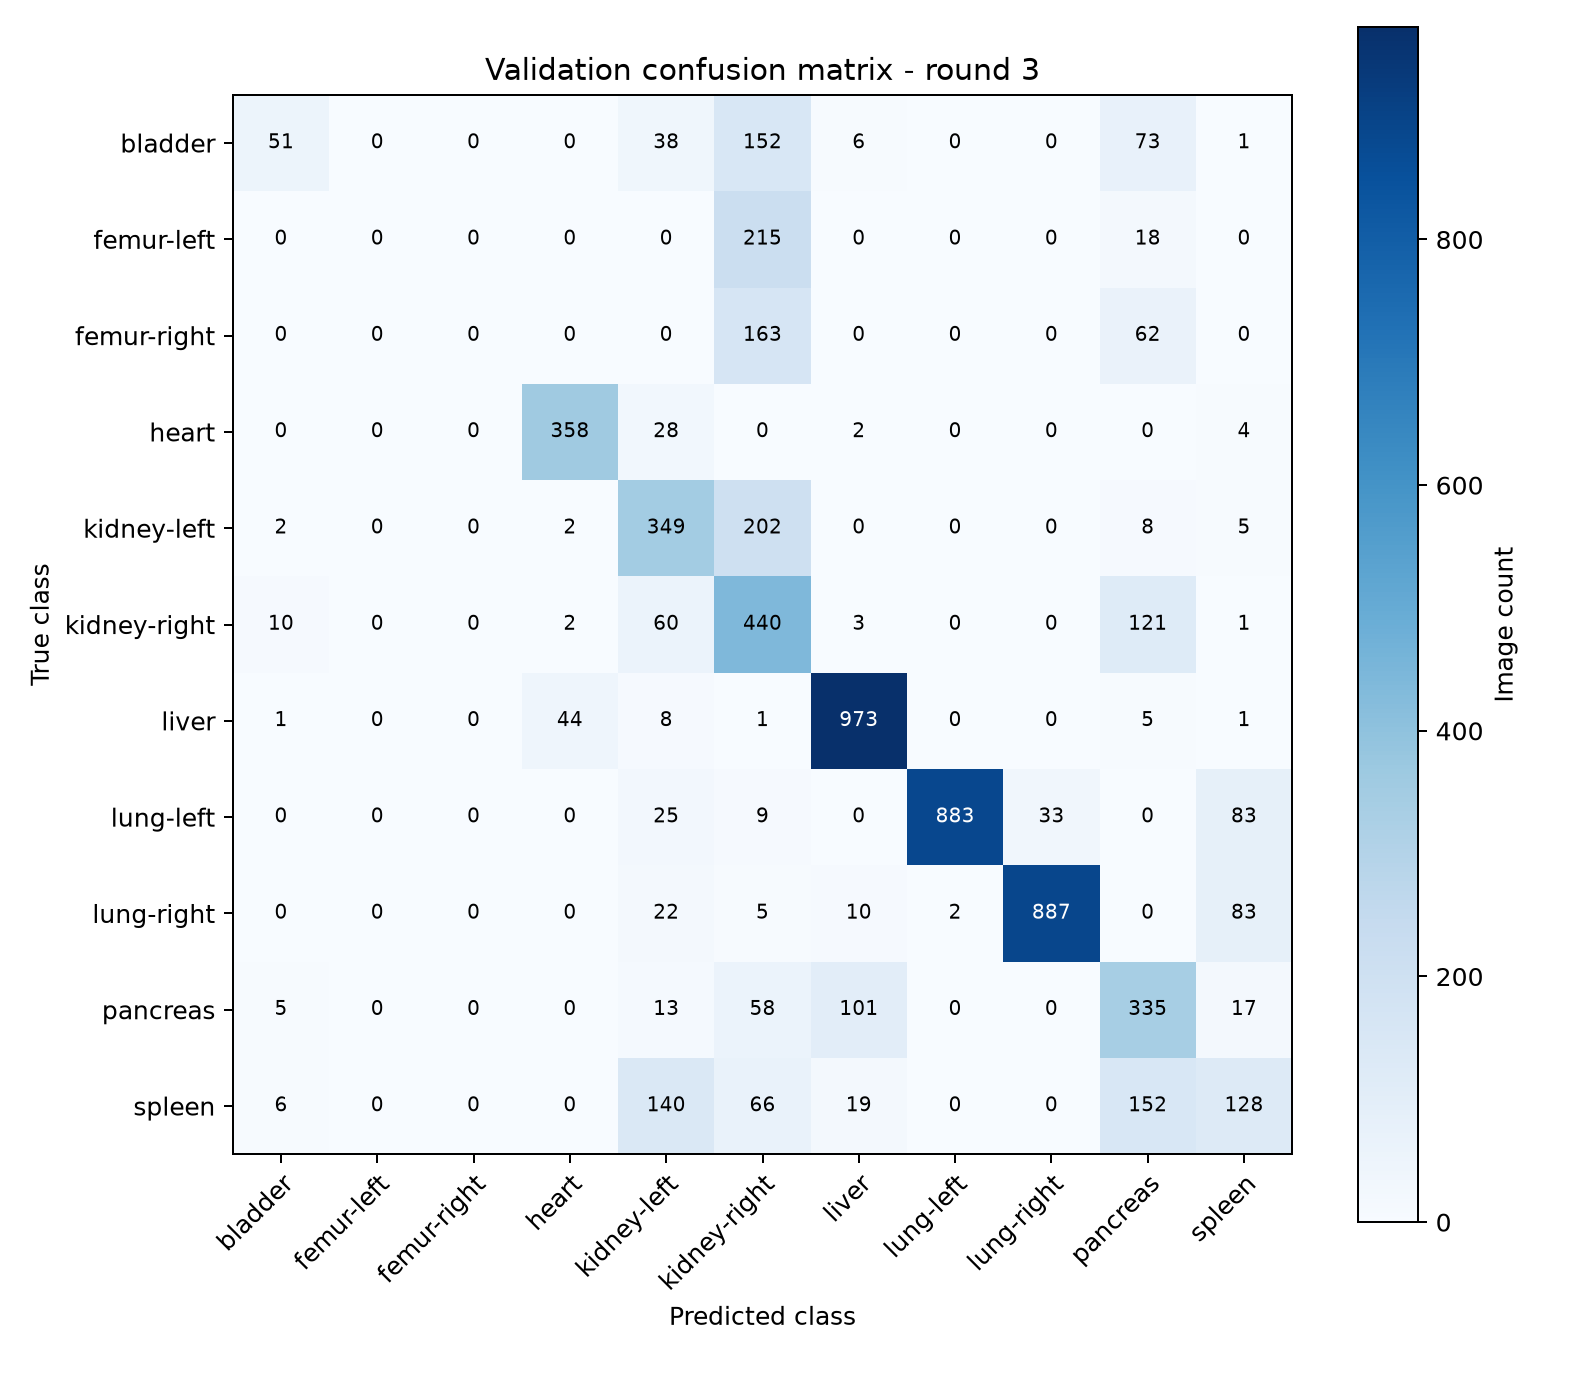 Validation confusion matrix - round 3
bladder 51 0 0 0 38 152 6 0 0 73 1
femur-left 0 0 0 0 0 215 0 0 0 18 0
femur-right 0 0 0 0 0 163 0 0 0 62 0
heart 0 0 0 358 28 0 2 0 0 0 4
kidney-left 2 0 0 2 349 202 0 0 0 8 5
kidney-right 10 0 0 2 60 440 3 0 0 121 1
liver 1 0 0 44 8 1 973 0 0 5 1
lung-left 0 0 0 0 25 9 0 883 33 0 83
lung-right 0 0 0 0 22 5 10 2 887 0 83
pancreas 5 0 0 0 13 58 101 0 0 335 17
spleen 6 0 0 0 140 66 19 0 0 152 128
True class
bladder femur-left femur-right heart kidney-left kidney-right liver lung-left lung-right pancreas spleen
Predicted class
800
600
400
200
0
Image count